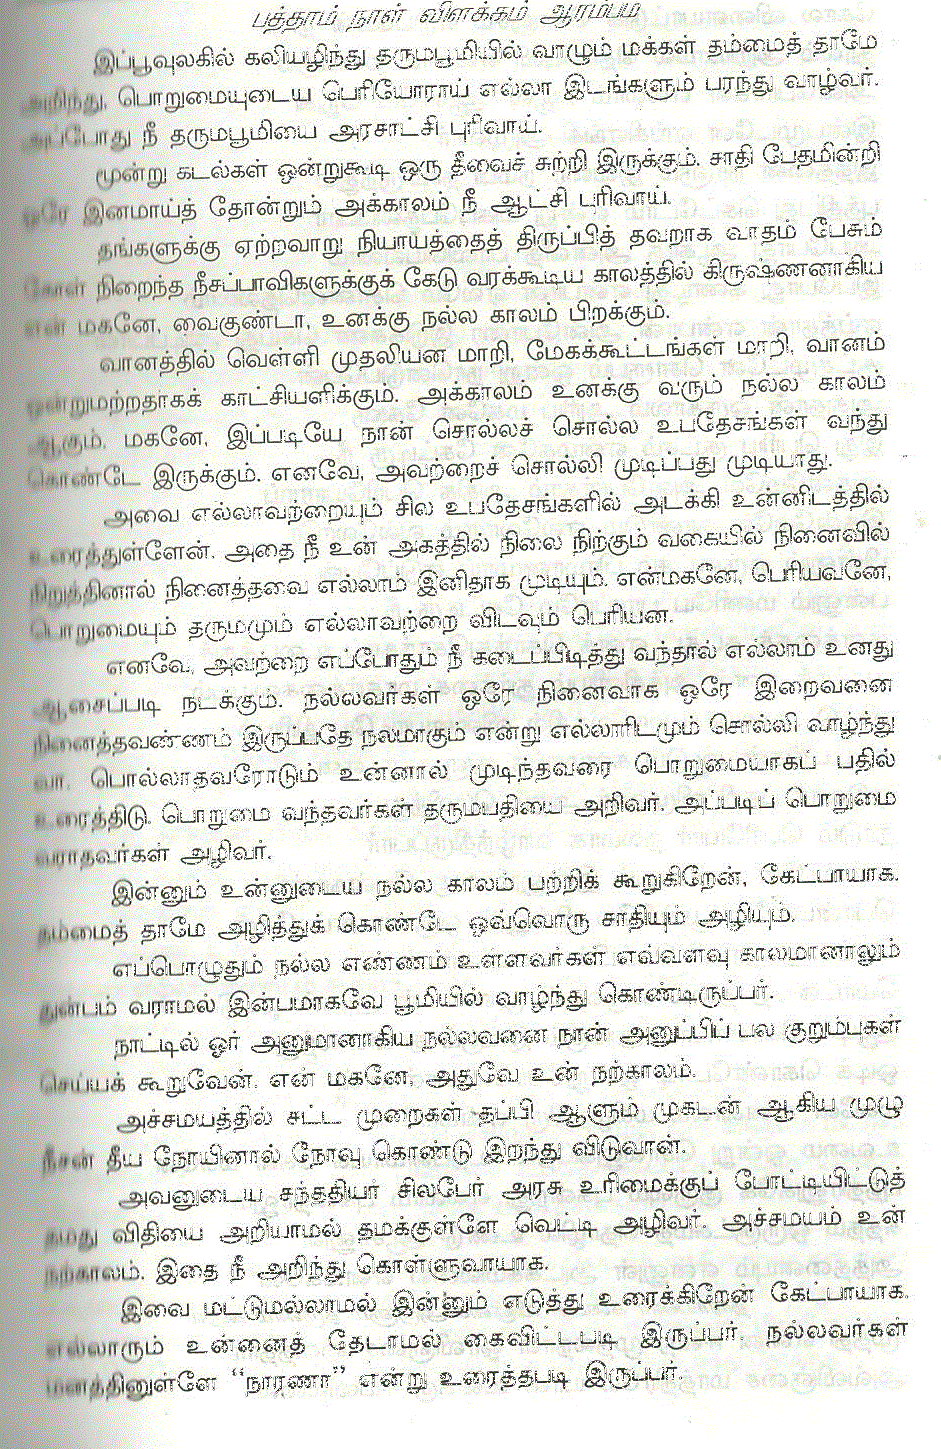 பத்தாம் நாள் விளக்கம் ஆரம்பம்
இப்பூவுலகில் கலியழிந்து தருமபூமியில் வாழும் மக்கள் தம்மைத் தாமே
அறிந்து, பொறுமையுடைய பெரியோராய் எல்லா இடங்களும் பரந்து வாழ்வர்.
அப்போது நீ தருமபூமியை அரசாட்சி புரிவாய்.
மூன்று கடல்கள் ஒன்றுகூடி ஒரு தீவைச் சுற்றி இருக்கும். சாதி பேதமின்றி
ஒரே இனமாய்த் தோன்றும் அக்காலம் நீ ஆட்சி புரிவாய்.
தங்களுக்கு ஏற்றவாறு நியாயத்தைத் திருப்பித் தவறாக வாதம் பேசும்
கோள் நிறைந்த நீசப்பாவிகளுக்குக் கேடு வரக்கூடிய காலத்தில் கிருஷ்ணனாகிய
என் மகனே, வைகுண்டா, உனக்கு நல்ல காலம் பிறக்கும்.
வானத்தில் வெள்ளி முதலியன மாறி, மேகக்கூட்டங்கள் மாறி, வானம்
ஒன்றுமற்றதாகக் காட்சியளிக்கும். அக்காலம் உனக்கு வரும் நல்ல காலம்
ஆகும். மகனே, இப்படியே நான் சொல்லச் சொல்ல உபதேசங்கள் வந்து
கொண்டே இருக்கும். எனவே, அவற்றைச் சொல்லி முடிப்பது முடியாது.
அவை எல்லாவற்றையும் சில உபதேசங்களில் அடக்கி உன்னிடத்தில்
உரைத்துள்ளேன். அதை நீ உன் அகத்தில் நிலை நிற்கும் வகையில் நினைவில்
நிறுத்தினால் நினைத்தவை எல்லாம் இனிதாக முடியும். என்மகனே, பெரியவனே,
பொறுமையும் தருமமும் எல்லாவற்றை விடவும் பெரியன.
எனவே, அவற்றை எப்போதும் நீ கடைப்பிடித்து வந்தால் எல்லாம் உனது
ஆசைப்படி நடக்கும். நல்லவர்கள் ஒரே நினைவாக ஒரே இறைவனை
நினைத்தவண்ணம் இருப்பதே நலமாகும் என்று எல்லாரிடமும் சொல்லி வாழ்ந்து
வா. பொல்லாதவரோடும் உன்னால் முடிந்தவரை பொறுமையாகப் பதில்
உரைத்திடு. பொறுமை வந்தவர்கள் தருமபதியை அறிவர். அப்படிப் பொறுமை
வராதவர்கள் அழிவர்.
இன்னும் உன்னுடைய நல்ல காலம் பற்றிக் கூறுகிறேன், கேட்பாயாக.
தம்மைத் தாமே அழித்துக் கொண்டே ஒவ்வொரு சாதியும் அழியும்.
எப்பொழுதும் நல்ல எண்ணம் உள்ளவர்கள் எவ்வளவு காலமானாலும்
துன்பம் வராமல் இன்பமாகவே பூமியில் வாழ்ந்து கொண்டிருப்பர்.
நாட்டில் ஓர் அனுமானாகிய நல்லவனை நான் அனுப்பிப் பல குறும்புகள்
செய்யக் கூறுவேன். என் மகனே, அதுவே உன் நற்காலம்.
அச்சமயத்தில் சட்ட முறைகள் தப்பி ஆளும் முகடன் ஆகிய முழு
நீசன் தீய நோயினால் நோவு கொண்டு இறந்து விடுவான்.
அவனுடைய சந்ததியர் சிலபேர் அரசு உரிமைக்குப் போட்டியிட்டுத்
தமது விதியை அறியாமல் தமக்குள்ளே வெட்டி அழிவர். அச்சமயம் உன்
நற்காலம். இதை நீ அறிந்து கொள்ளுவாயாக.
இவை மட்டுமல்லாமல் இன்னும் எடுத்து உரைக்கிறேன் கேட்பாயாக.
எல்லாரும் உன்னைத் தேடாமல் கைவிட்டபடி இருப்பர். நல்லவர்கள்
மனத்தினுள்ளே “நாரணா” என்று உரைத்தபடி இருப்பர்.